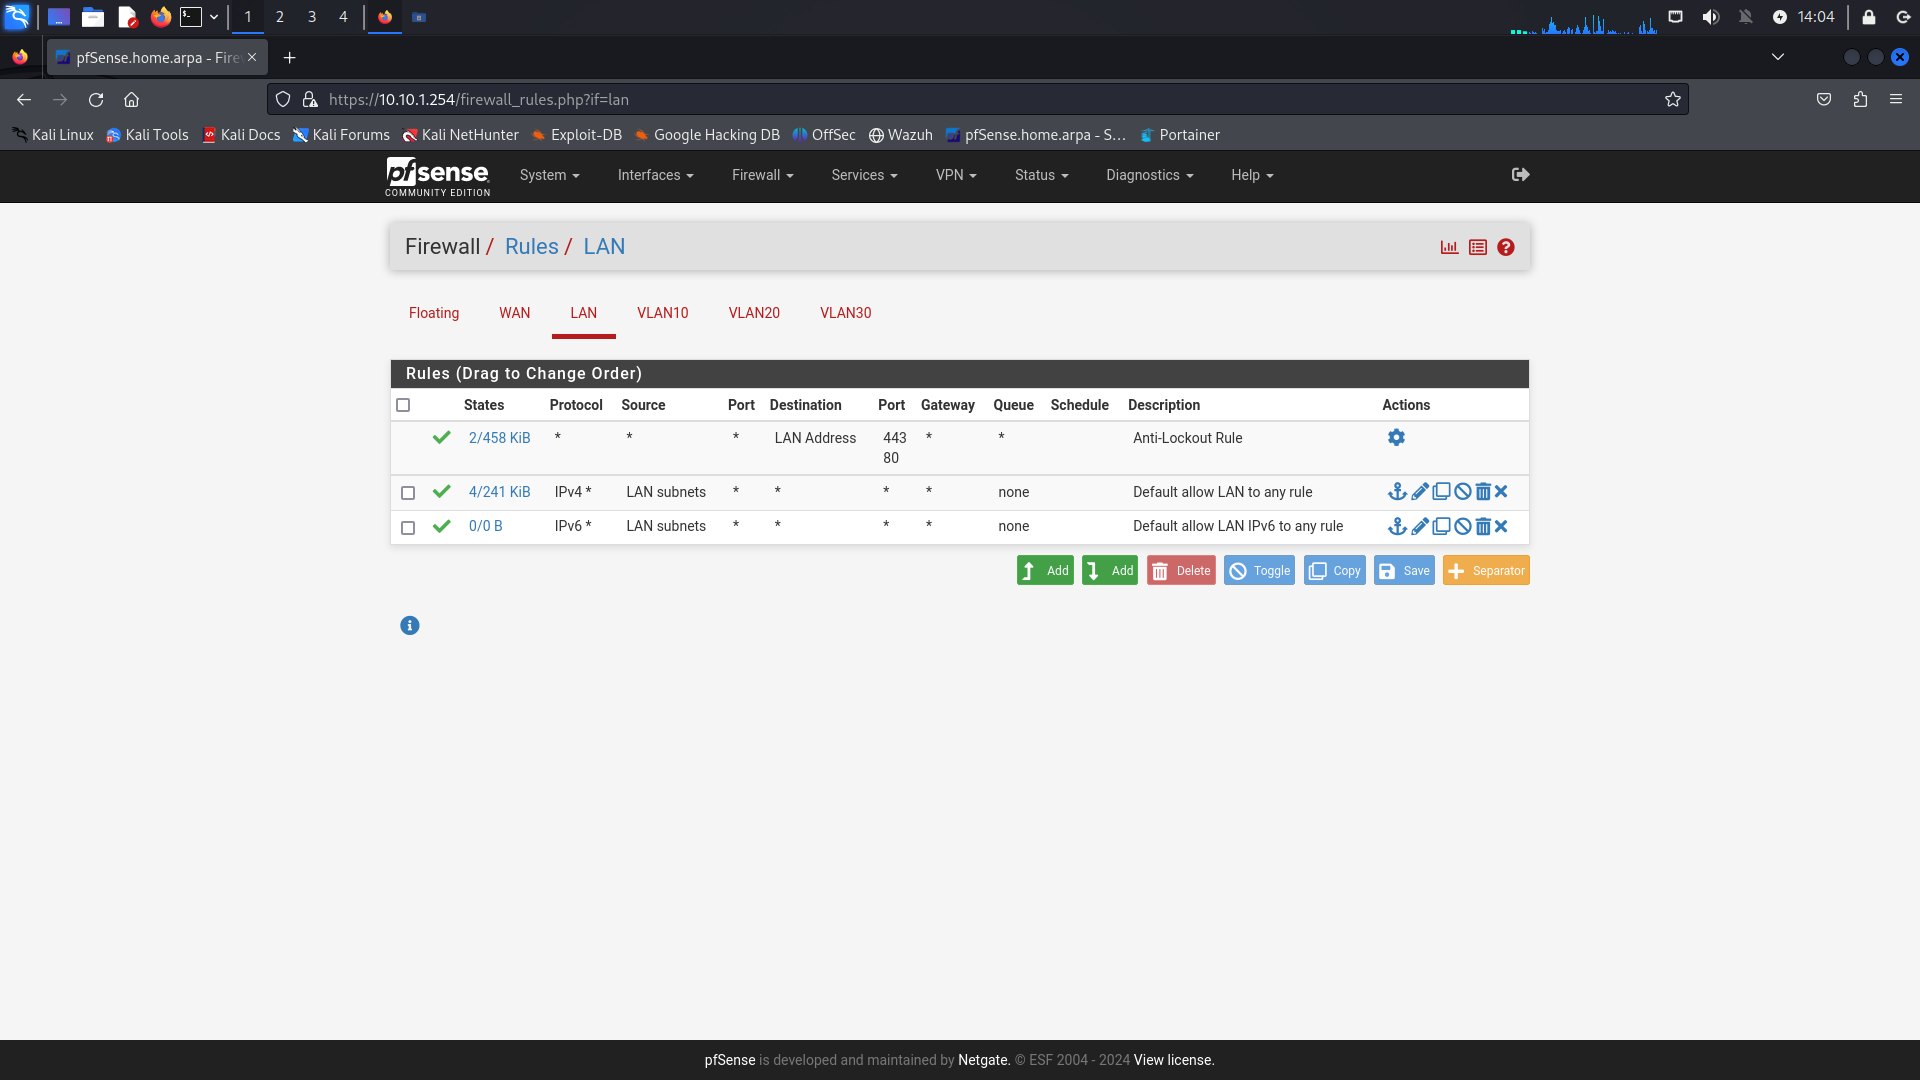 1 2 3 4 14:04
pfSense.home.arpa - Fire
https://10.10.1.254/firewall_rules.php?if=lan
Kali Linux Kali Tools Kali Docs Kali Forums Kali NetHunter Exploit-DB Google Hacking DB OffSec Wazuh pfSense.home.arpa - S… Portainer
pfsense
COMMUNITY EDITION
System Interfaces Firewall Services VPN Status Diagnostics Help
Firewall / Rules / LAN
Floating WAN LAN VLAN10 VLAN20 VLAN30
Rules (Drag to Change Order)
States Protocol Source Port Destination Port Gateway Queue Schedule Description Actions
2/458 KiB * * * LAN Address 443 * * Anti-Lockout Rule
80
4/241 KiB IPv4 * LAN subnets * * * * none Default allow LAN to any rule
0/0 B IPv6 * LAN subnets * * * * none Default allow LAN IPv6 to any rule
Add Add Delete Toggle Copy Save Separator
pfSense is developed and maintained by Netgate. © ESF 2004 - 2024 View license.